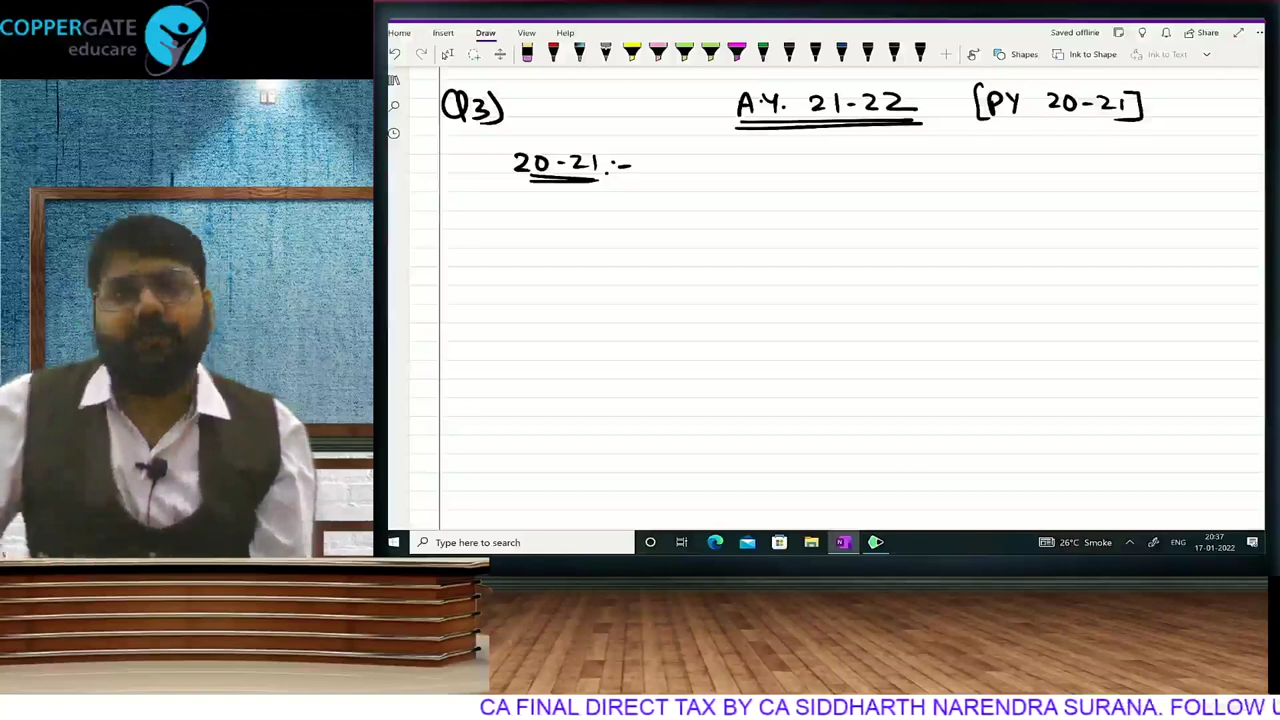 COPPERGATE
educare
Home Insert Draw View Help
Saved offline
Share
Shapes
Ink to Shape
Ink to Text
Q3) A.Y. 21-22 [PY 20-21]
20-21:-
Type here to search
26°C Smoke
ENG
20:37
17-01-2022
CA FINAL DIRECT TAX BY CA SIDDHARTH NARENDRA SURANA. FOLLOW U